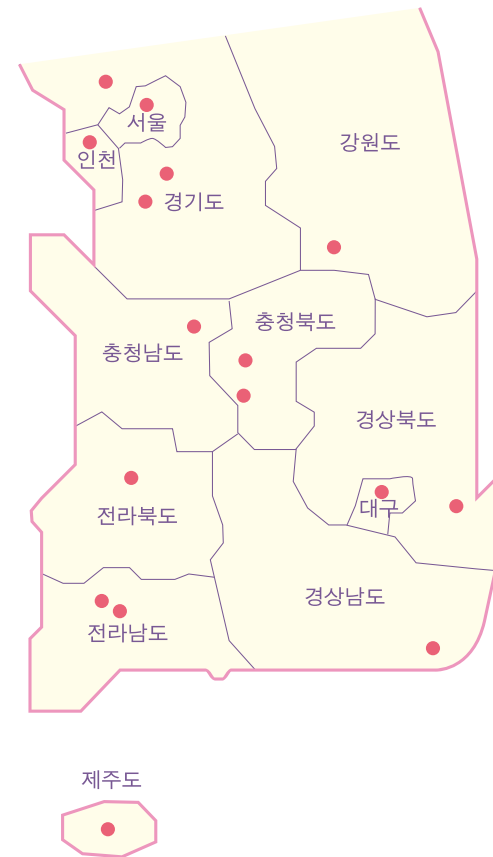 서울
강원도
인천
경기도
충청북도
충청남도
경상북도
대구
전라북도
경상남도
전라남도
제주도